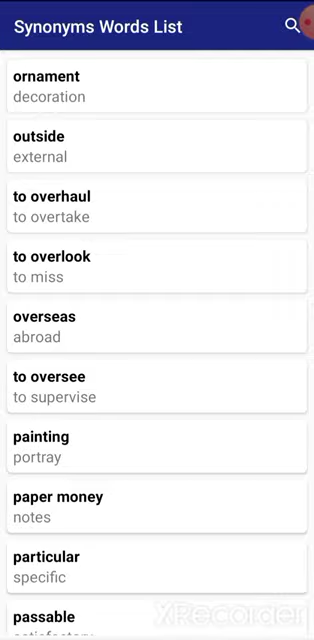 Synonyms Words List
ornament
decoration
outside
external
to overhaul
to overtake
to overlook
to miss
overseas
abroad
to oversee
to supervise
painting
portray
paper money
notes
particular
specific
passable
satisfactory
XRecorder